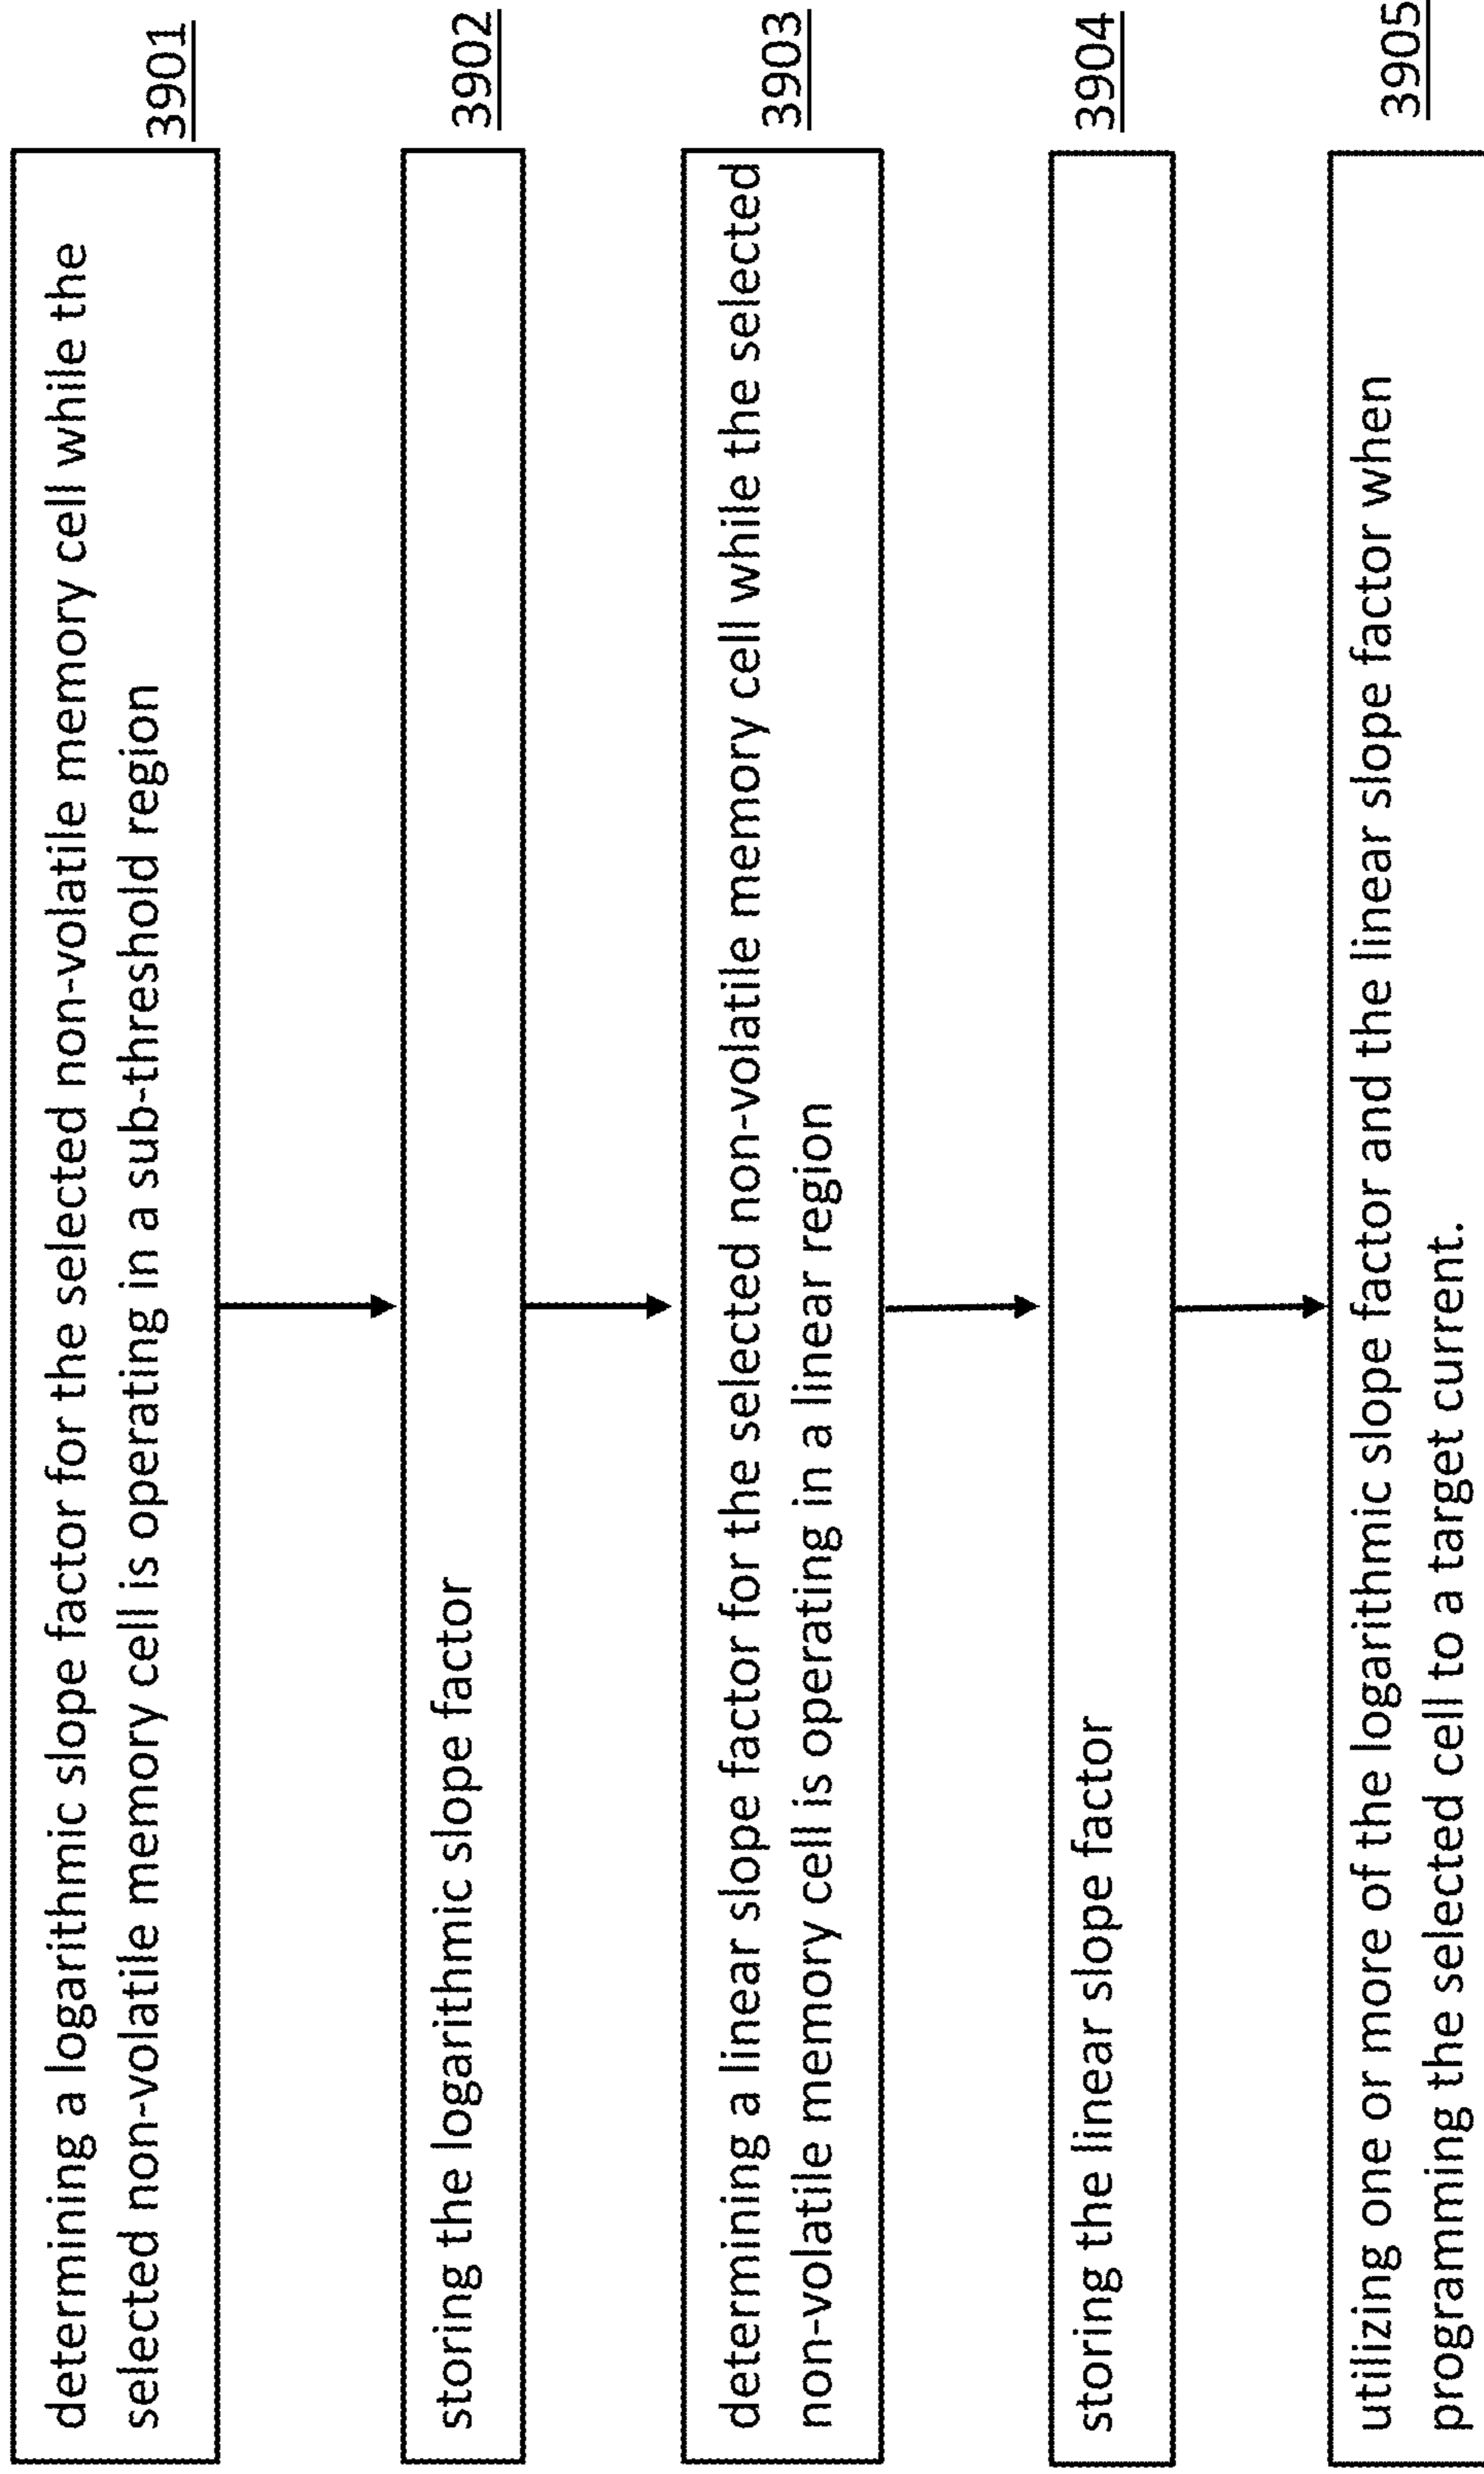 determining a logarithmic slope factor for the selected non-volatile memory cell while the
selected non-volatile memory cell is operating in a sub-threshold region
3901
storing the logarithmic slope factor
3902
determining a linear slope factor for the selected non-volatile memory cell while the selected
non-volatile memory cell is operating in a linear region
3903
storing the linear slope factor
3904
utilizing one or more of the logarithmic slope factor and the linear slope factor when
programming the selected cell to a target current.
3905